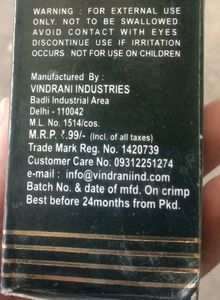 FOR EXTERNAL USE ONLY.
NOT TO BE SWALLOWED.
AVOID CONTACT WITH EYES
DISCONTINUE USE IF IRRITATION
OCCURS . NOT FOR USE ON CHILDREN
Manufactured By :
VINDRANI INDUSTRIES
Badli Industrial Area
Delhi - 110042
M.L. No. 1514/cos.
M.R.P. ₹.99/- (Incl. of all taxes)
Trade Mark Reg. No. 1420739
Customer Care No. 09312251274
e-mail : info@vindraniind.com
Batch No. & date of mfd. On crimp
Best before 24months from Pkd.